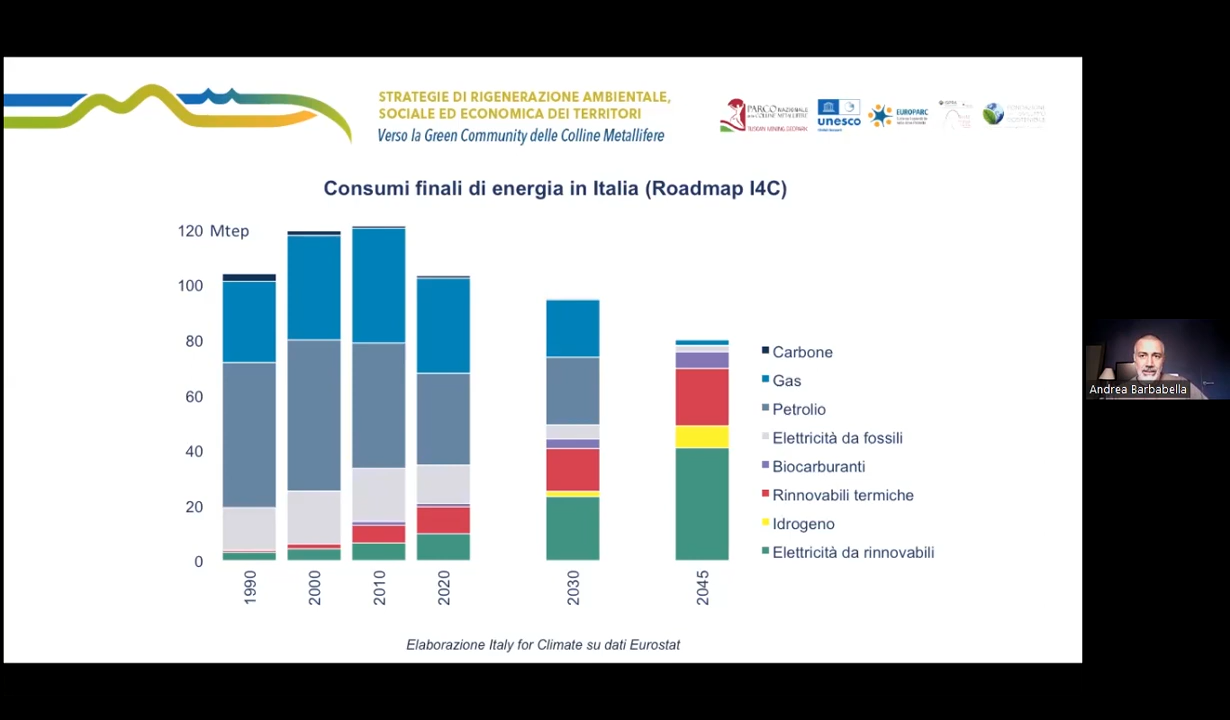 STRATEGIE DI RIGENERAZIONE AMBIENTALE,
SOCIALE ED ECONOMICA DEI TERRITORI
Verso la Green Community delle Colline Metallifere
PARCO NAZIONALE
DELLE COLLINE METALLIFERE
TUSCAN MINING GEOPARK
unesco
EUROPARC
Consumi finali di energia in Italia (Roadmap I4C)
120 Mtep
100
80
60
40
20
0
1990
2000
2010
2020
2030
2045
Carbone
Gas
Petrolio
Elettricità da fossili
Biocarburanti
Rinnovabili termiche
Idrogeno
Elettricità da rinnovabili
Elaborazione Italy for Climate su dati Eurostat
Andrea Barbabella